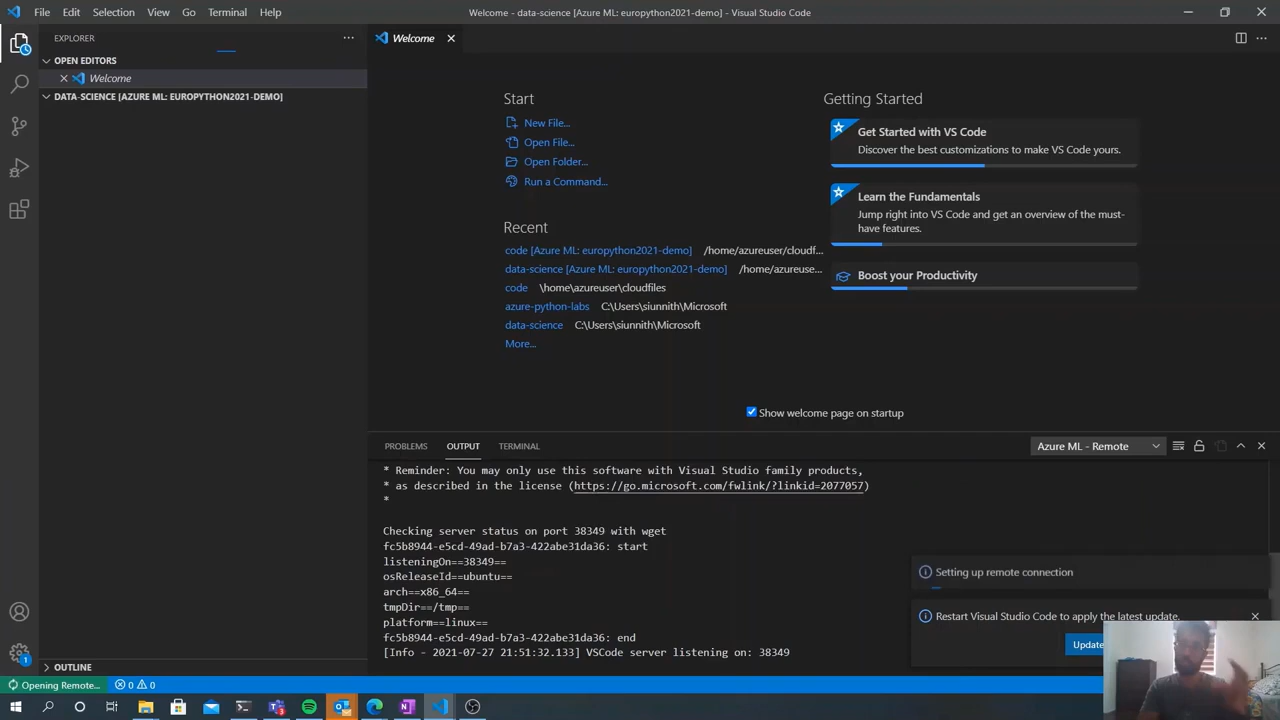 File Edit Selection View Go Terminal Help
Welcome - data-science [Azure ML: europython2021-demo] - Visual Studio Code
EXPLORER
OPEN EDITORS
Welcome
DATA-SCIENCE [AZURE ML: EUROPYTHON2021-DEMO]
OUTLINE
Welcome
Start
New File...
Open File...
Open Folder...
Run a Command...
Recent
code [Azure ML: europython2021-demo] /home/azureuser/cloudf...
data-science [Azure ML: europython2021-demo] /home/azureuse...
code \home\azureuser\cloudfiles
azure-python-labs C:\Users\siunnith\Microsoft
data-science C:\Users\siunnith\Microsoft
More...
Getting Started
Get Started with VS Code
Discover the best customizations to make VS Code yours.
Learn the Fundamentals
Jump right into VS Code and get an overview of the must-
have features.
Boost your Productivity
Show welcome page on startup
PROBLEMS OUTPUT TERMINAL
Azure ML - Remote
* Reminder: You may only use this software with Visual Studio family products,
* as described in the license (https://go.microsoft.com/fwlink/?linkid=2077057)
*
Checking server status on port 38349 with wget
fc5b8944-e5cd-49ad-b7a3-422abe31da36: start
listeningOn==38349==
osReleaseId==ubuntu==
arch==x86_64==
tmpDir==/tmp==
platform==linux==
fc5b8944-e5cd-49ad-b7a3-422abe31da36: end
[Info - 2021-07-27 21:51:32.133] VSCode server listening on: 38349
Setting up remote connection
Restart Visual Studio Code to apply the latest update.
Update
1
Opening Remote... 0 0